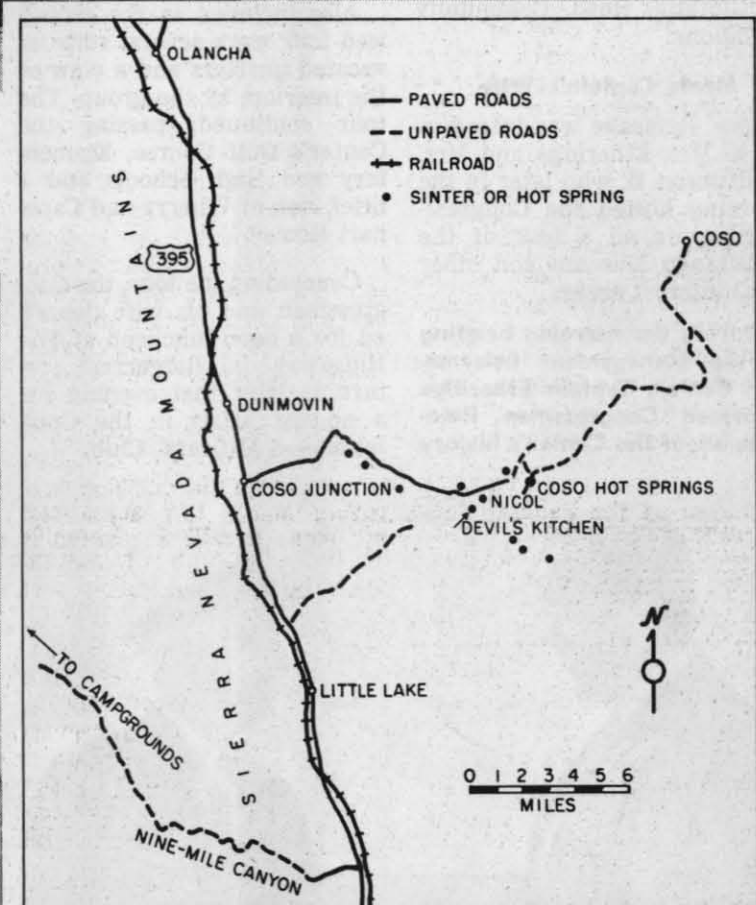 OLANCHA
PAVED ROADS
UNPAVED ROADS
RAILROAD
SINTER OR HOT SPRING
395
COSO
DUNMOVIN
COSO JUNCTION
COSO HOT SPRINGS
NICOL
DEVIL'S KITCHEN
SIERRA NEVADA MOUNTAINS
N
TO CAMPGROUNDS
LITTLE LAKE
0 1 2 3 4 5 6
MILES
NINE-MILE CANYON